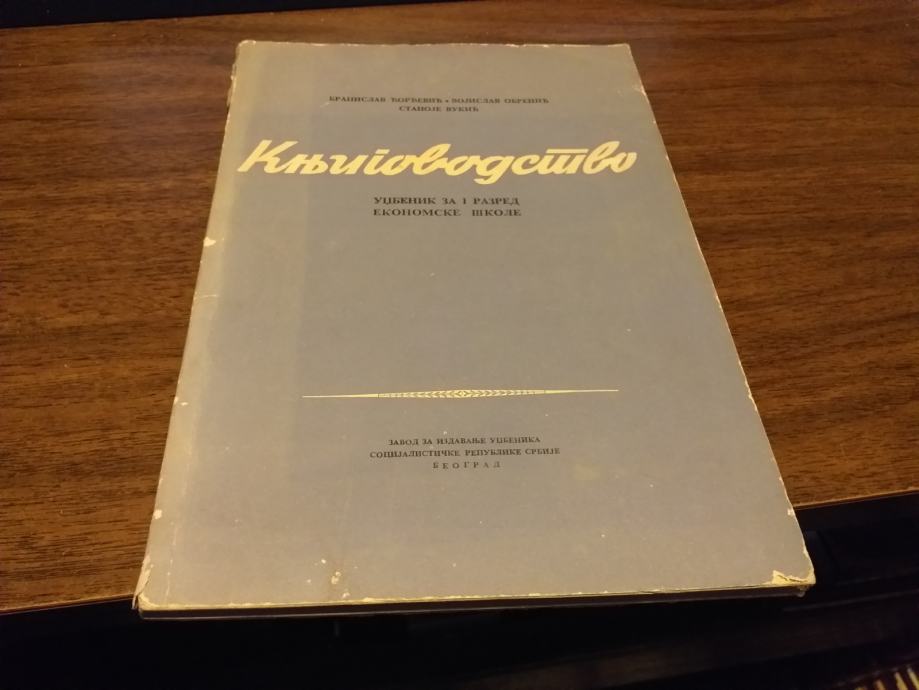 БРАНИСЛАВ ЂОРЂЕВИЋ • ВОЈИСЛАВ ОБРЕНИЋ
СТАНОЈЕ ВУКИЋ
Књиговодство
УЏБЕНИК ЗА I РАЗРЕД
ЕКОНОМСКЕ ШКОЛЕ
ЗАВОД ЗА ИЗДАВАЊЕ УЏБЕНИКА
СОЦИЈАЛИСТИЧКЕ РЕПУБЛИКЕ СРБИЈЕ
БЕОГРАД